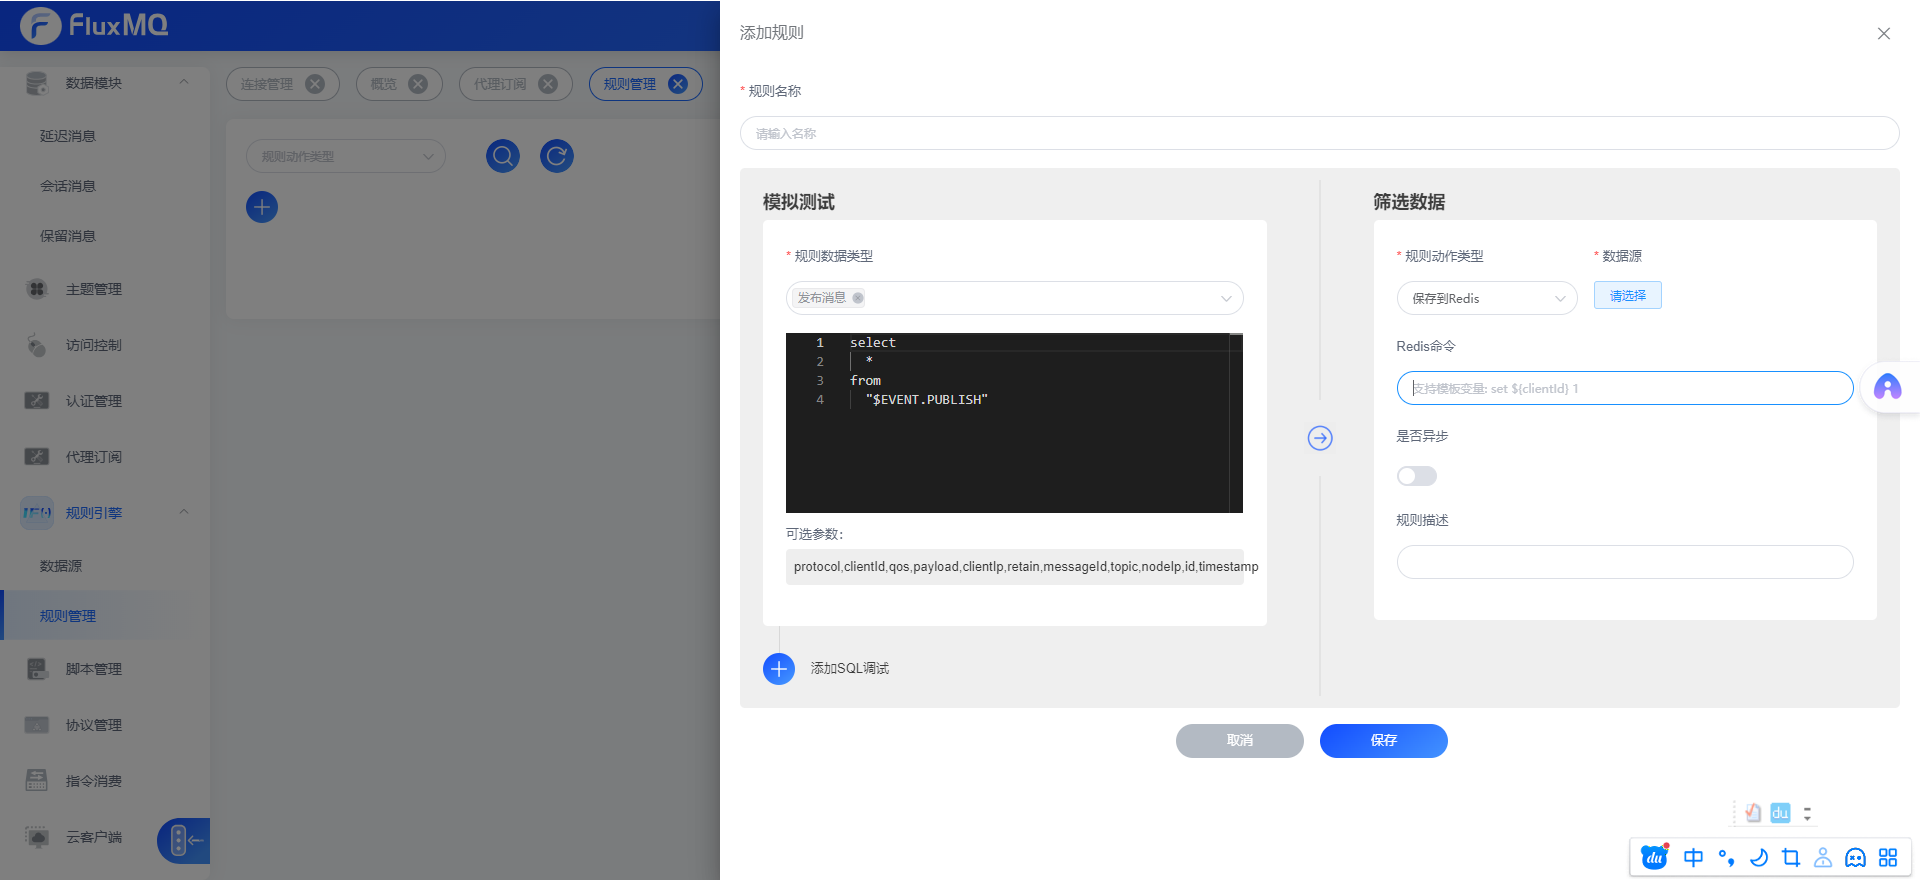 FluxMQ
数据模块
延迟消息
会话消息
保留消息
主题管理
访问控制
认证管理
代理订阅
规则引擎
数据源
规则管理
脚本管理
协议管理
指令消费
云客户端
连接管理
概览
代理订阅
规则管理
规则动作类型
添加规则
* 规则名称
请输入名称
模拟测试
* 规则数据类型
发布消息
1 select
2 *
3 from
4 "$EVENT.PUBLISH"
可选参数:
protocol,clientId,qos,payload,clientIp,retain,messageId,topic,nodeIp,id,timestamp
添加SQL调试
筛选数据
* 规则动作类型
* 数据源
保存到Redis
请选择
Redis命令
支持模板变量: set ${clientId} 1
是否异步
规则描述
取消
保存
du
du
中